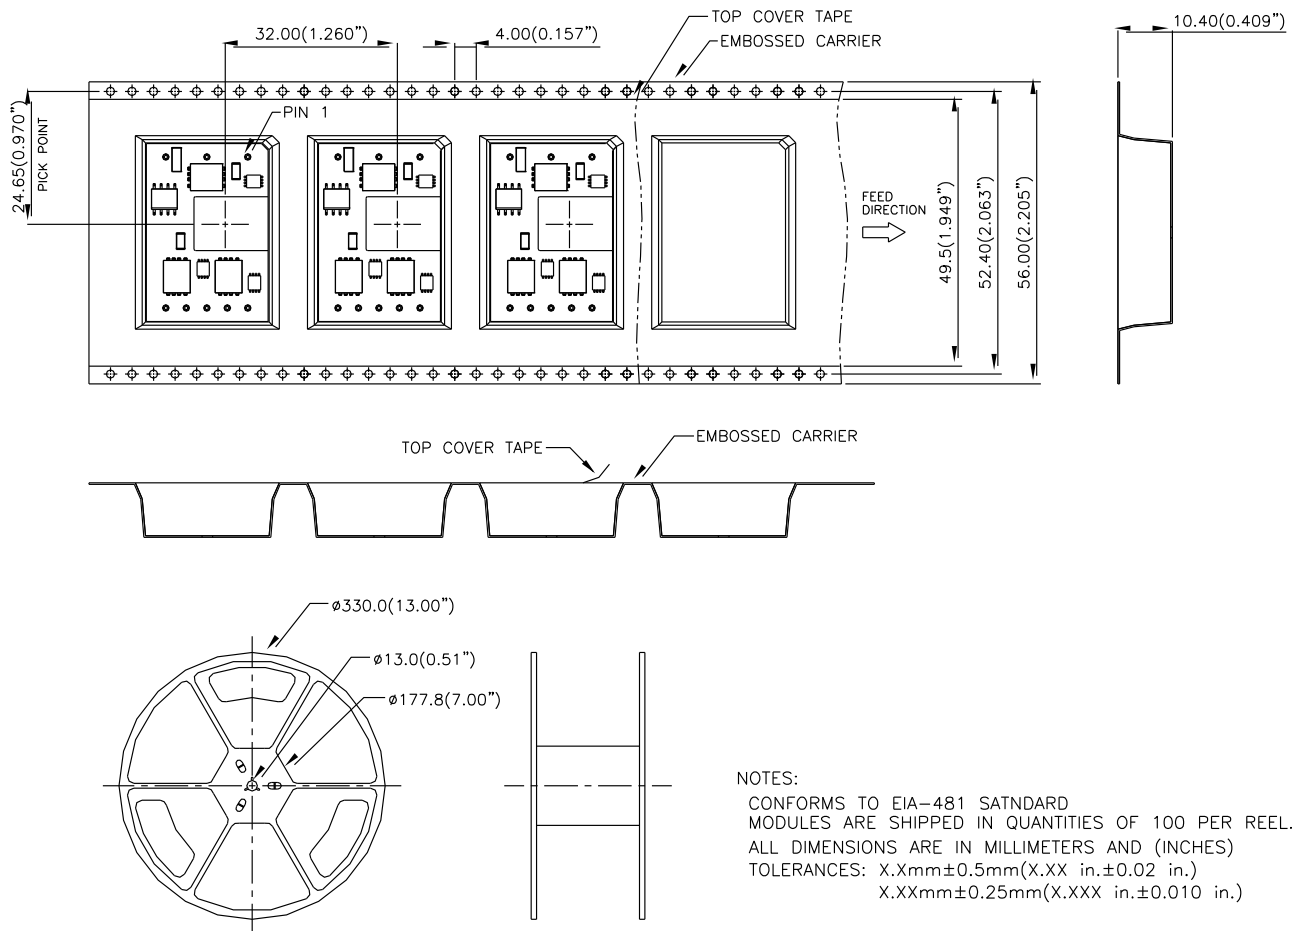 TOP COVER TAPE
EMBOSSED CARRIER
32.00(1.260")
4.00(0.157")
10.40(0.409")
24.65(0.970")
PICK POINT
PIN 1
FEED
DIRECTION
49.5(1.949")
52.40(2.063")
56.00(2.205")
TOP COVER TAPE
EMBOSSED CARRIER
ø330.0(13.00")
ø13.0(0.51")
ø177.8(7.00")
NOTES:
CONFORMS TO EIA-481 SATNDARD
MODULES ARE SHIPPED IN QUANTITIES OF 100 PER REEL.
ALL DIMENSIONS ARE IN MILLIMETERS AND (INCHES)
TOLERANCES: X.Xmm±0.5mm(X.XX in.±0.02 in.)
X.XXmm±0.25mm(X.XXX in.±0.010 in.)